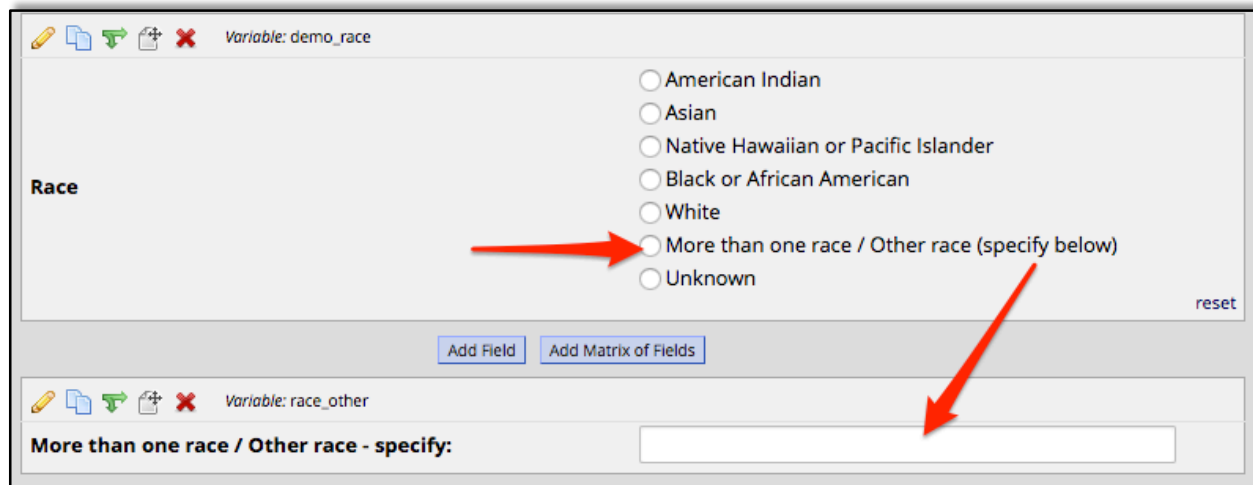 Variable: demo_race
Race
American Indian
Asian
Native Hawaiian or Pacific Islander
Black or African American
White
More than one race / Other race (specify below)
Unknown
reset
Add Field Add Matrix of Fields
Variable: race_other
More than one race / Other race - specify: